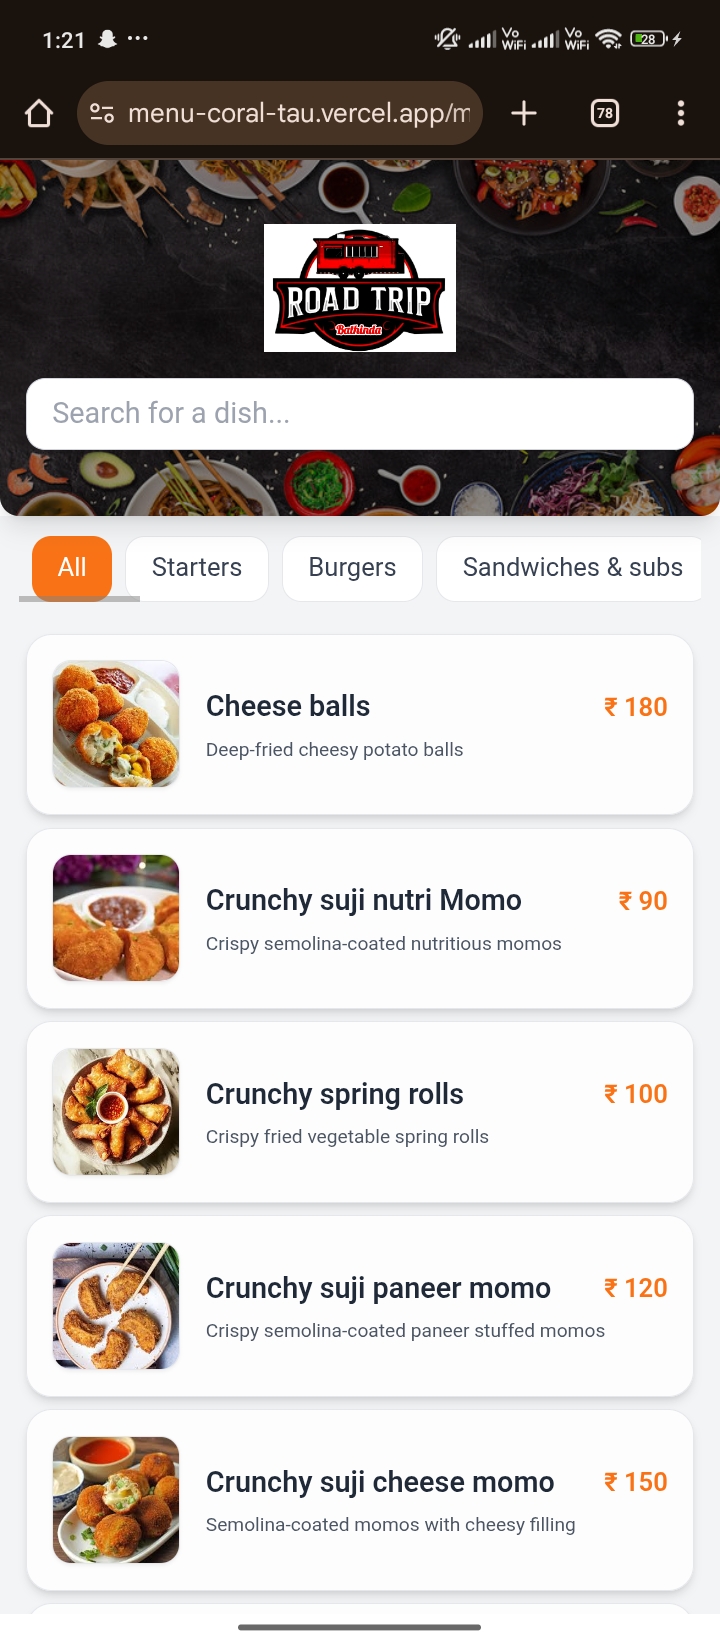 1:21
Vo
WiFi
Vo
WiFi
28
menu-coral-tau.vercel.app/m
78
ROAD TRIP
Bathinda
Search for a dish...
All
Starters
Burgers
Sandwiches & subs
Cheese balls
₹ 180
Deep-fried cheesy potato balls
Crunchy suji nutri Momo
₹ 90
Crispy semolina-coated nutritious momos
Crunchy spring rolls
₹ 100
Crispy fried vegetable spring rolls
Crunchy suji paneer momo
₹ 120
Crispy semolina-coated paneer stuffed momos
Crunchy suji cheese momo
₹ 150
Semolina-coated momos with cheesy filling